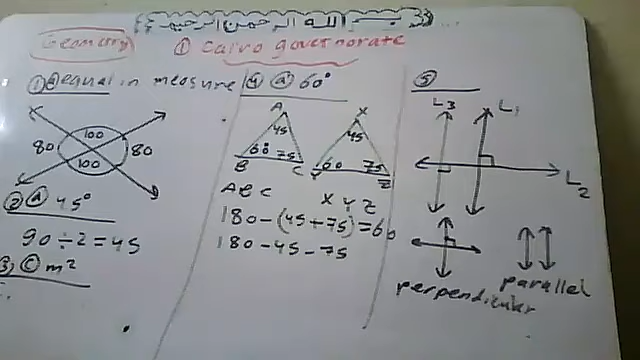 {{ بسم الله الرحمن الرحيم }}
Geometry
① Cairo governorate
① ⓐ equal in measure
100
80
80
100
② ⓐ 45°
90 ÷ 2 = 45
3) ⓒ m²
④ ⓐ 60°
A
45
60
75
B
C
X
45
60
75
Y
Z
ABC
XYZ
180-(45+75)=60
180-45-75
⑤
L3
L1
L2
perpendicular
parallel